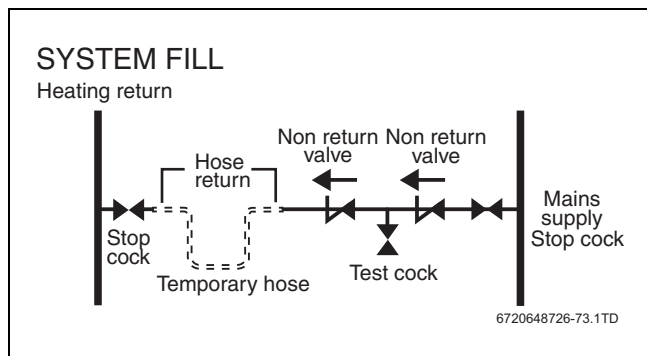 SYSTEM FILL
Heating return
Non return
valve
Non return
valve
Hose
return
Mains
supply
Stop cock
Stop
cock
Test cock
Temporary hose
6720648726-73.1TD